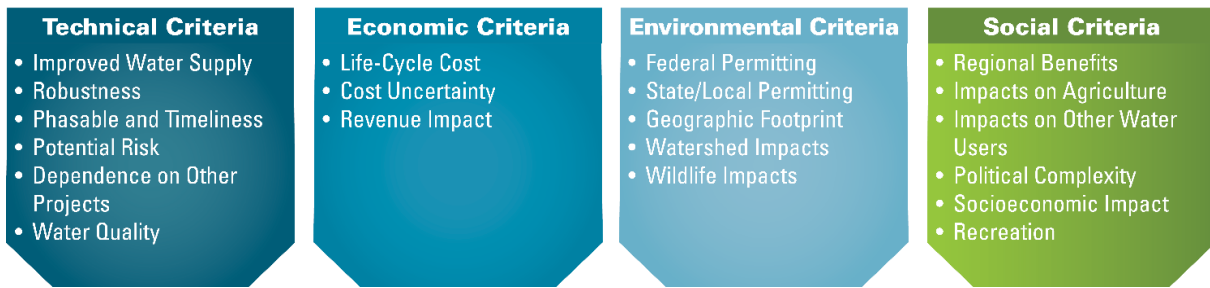 Technical Criteria
• Improved Water Supply
• Robustness
• Phasable and Timeliness
• Potential Risk
• Dependence on Other
Projects
• Water Quality
Economic Criteria
• Life-Cycle Cost
• Cost Uncertainty
• Revenue Impact
Environmental Criteria
• Federal Permitting
• State/Local Permitting
• Geographic Footprint
• Watershed Impacts
• Wildlife Impacts
Social Criteria
• Regional Benefits
• Impacts on Agriculture
• Impacts on Other Water
Users
• Political Complexity
• Socioeconomic Impact
• Recreation